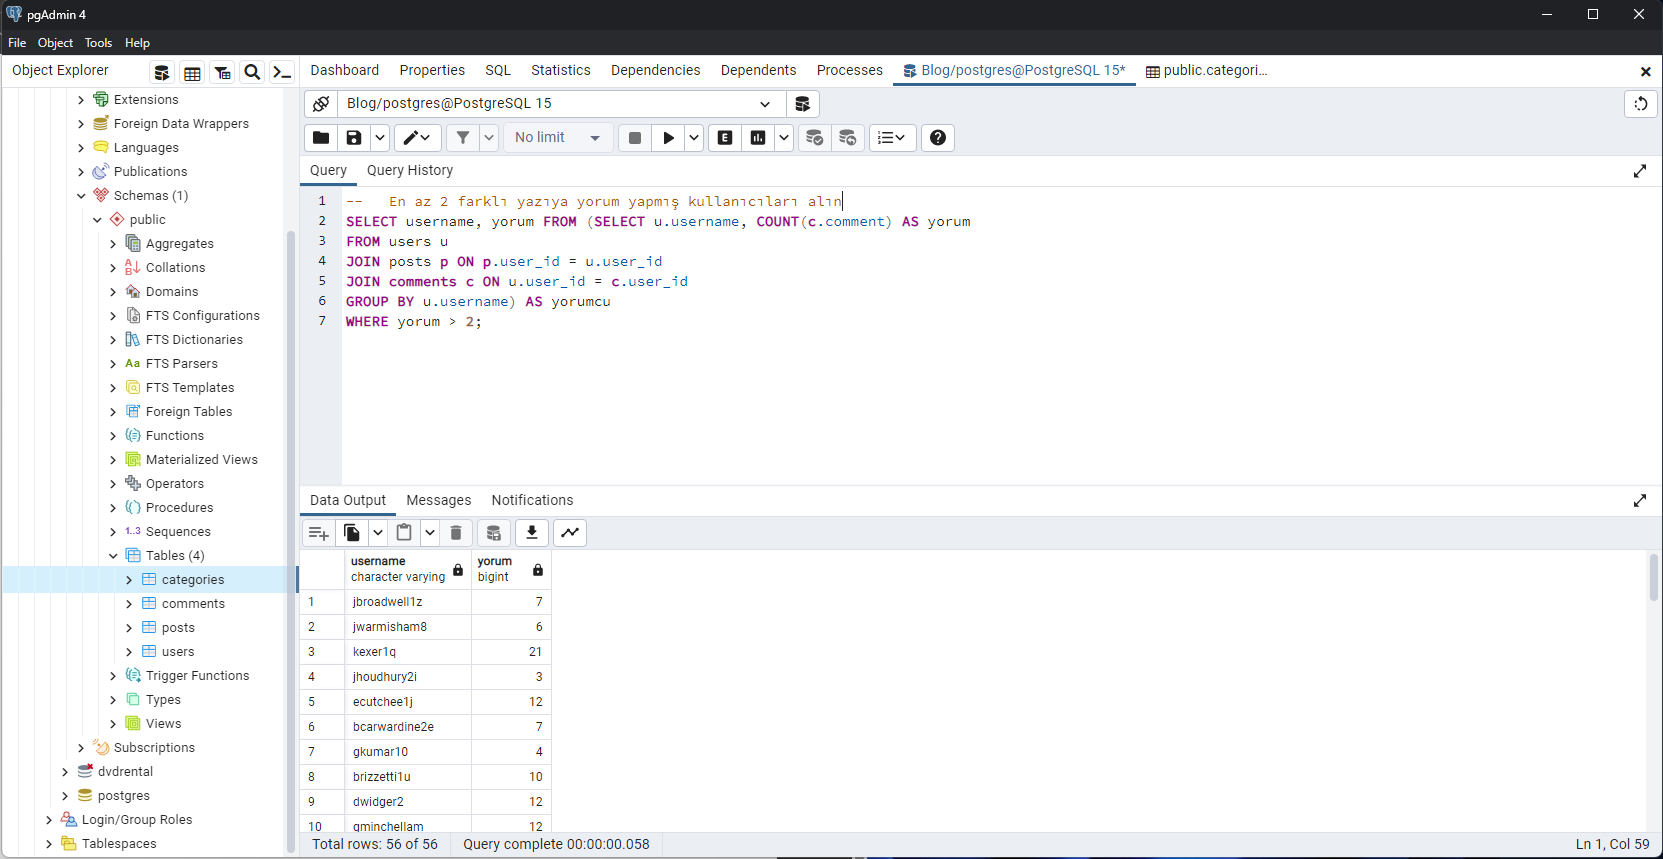 pgAdmin 4
File Object Tools Help
Object Explorer
Dashboard Properties SQL Statistics Dependencies Dependents Processes Blog/postgres@PostgreSQL 15* public.categori...
Extensions
Foreign Data Wrappers
Languages
Publications
Schemas (1)
public
Aggregates
Collations
Domains
FTS Configurations
FTS Dictionaries
Aa FTS Parsers
FTS Templates
Foreign Tables
Functions
Materialized Views
Operators
Procedures
1..3 Sequences
Tables (4)
categories
comments
posts
users
Trigger Functions
Types
Views
Subscriptions
dvdrental
postgres
Login/Group Roles
Tablespaces
Blog/postgres@PostgreSQL 15
No limit
E
Query Query History
1 -- En az 2 farklı yazıya yorum yapmış kullanıcıları alın
2 SELECT username, yorum FROM (SELECT u.username, COUNT(c.comment) AS yorum
3 FROM users u
4 JOIN posts p ON p.user_id = u.user_id
5 JOIN comments c ON u.user_id = c.user_id
6 GROUP BY u.username) AS yorumcu
7 WHERE yorum > 2;
Data Output Messages Notifications
username yorum
character varying bigint
1 jbroadwell1z 7
2 jwarmisham8 6
3 kexer1q 21
4 jhoudhury2i 3
5 ecutchee1j 12
6 bcarwardine2e 7
7 gkumar10 4
8 brizzetti1u 10
9 dwidger2 12
10 gminchellam 12
Total rows: 56 of 56 Query complete 00:00:00.058 Ln 1, Col 59